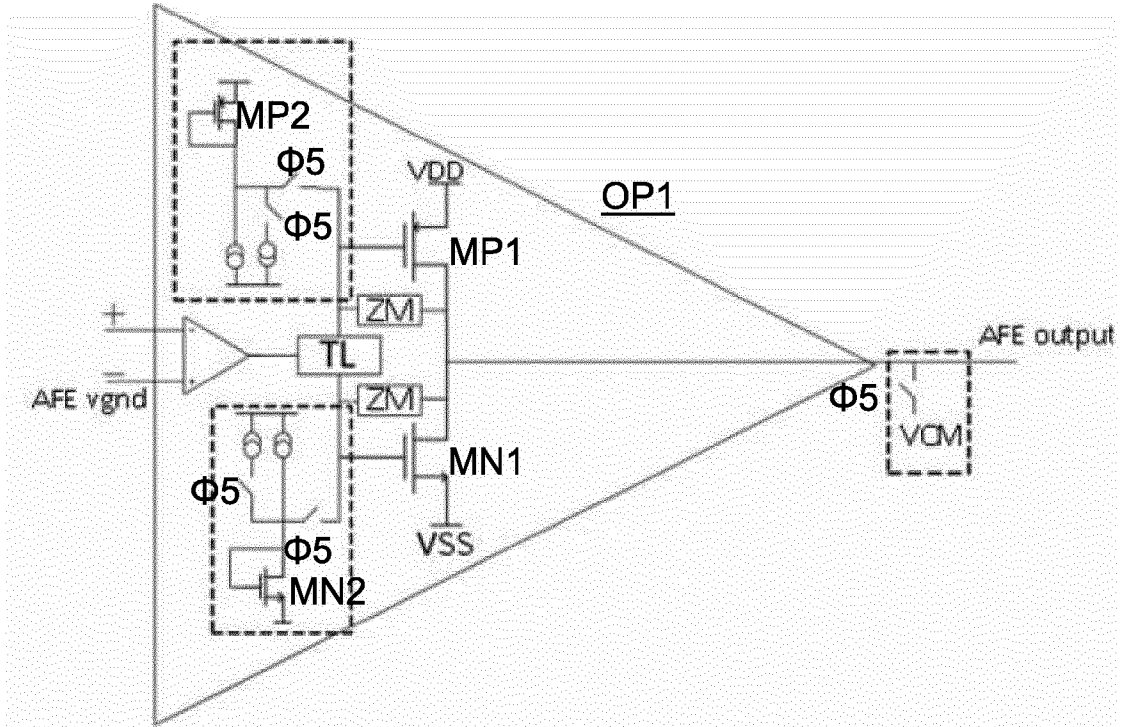 MP2
Φ5
VDD
OP1
Φ5
MP1
+
ZM
TL
AFE output
−
AFE vgnd
ZM
Φ5
VCM
MN1
Φ5
VSS
Φ5
MN2